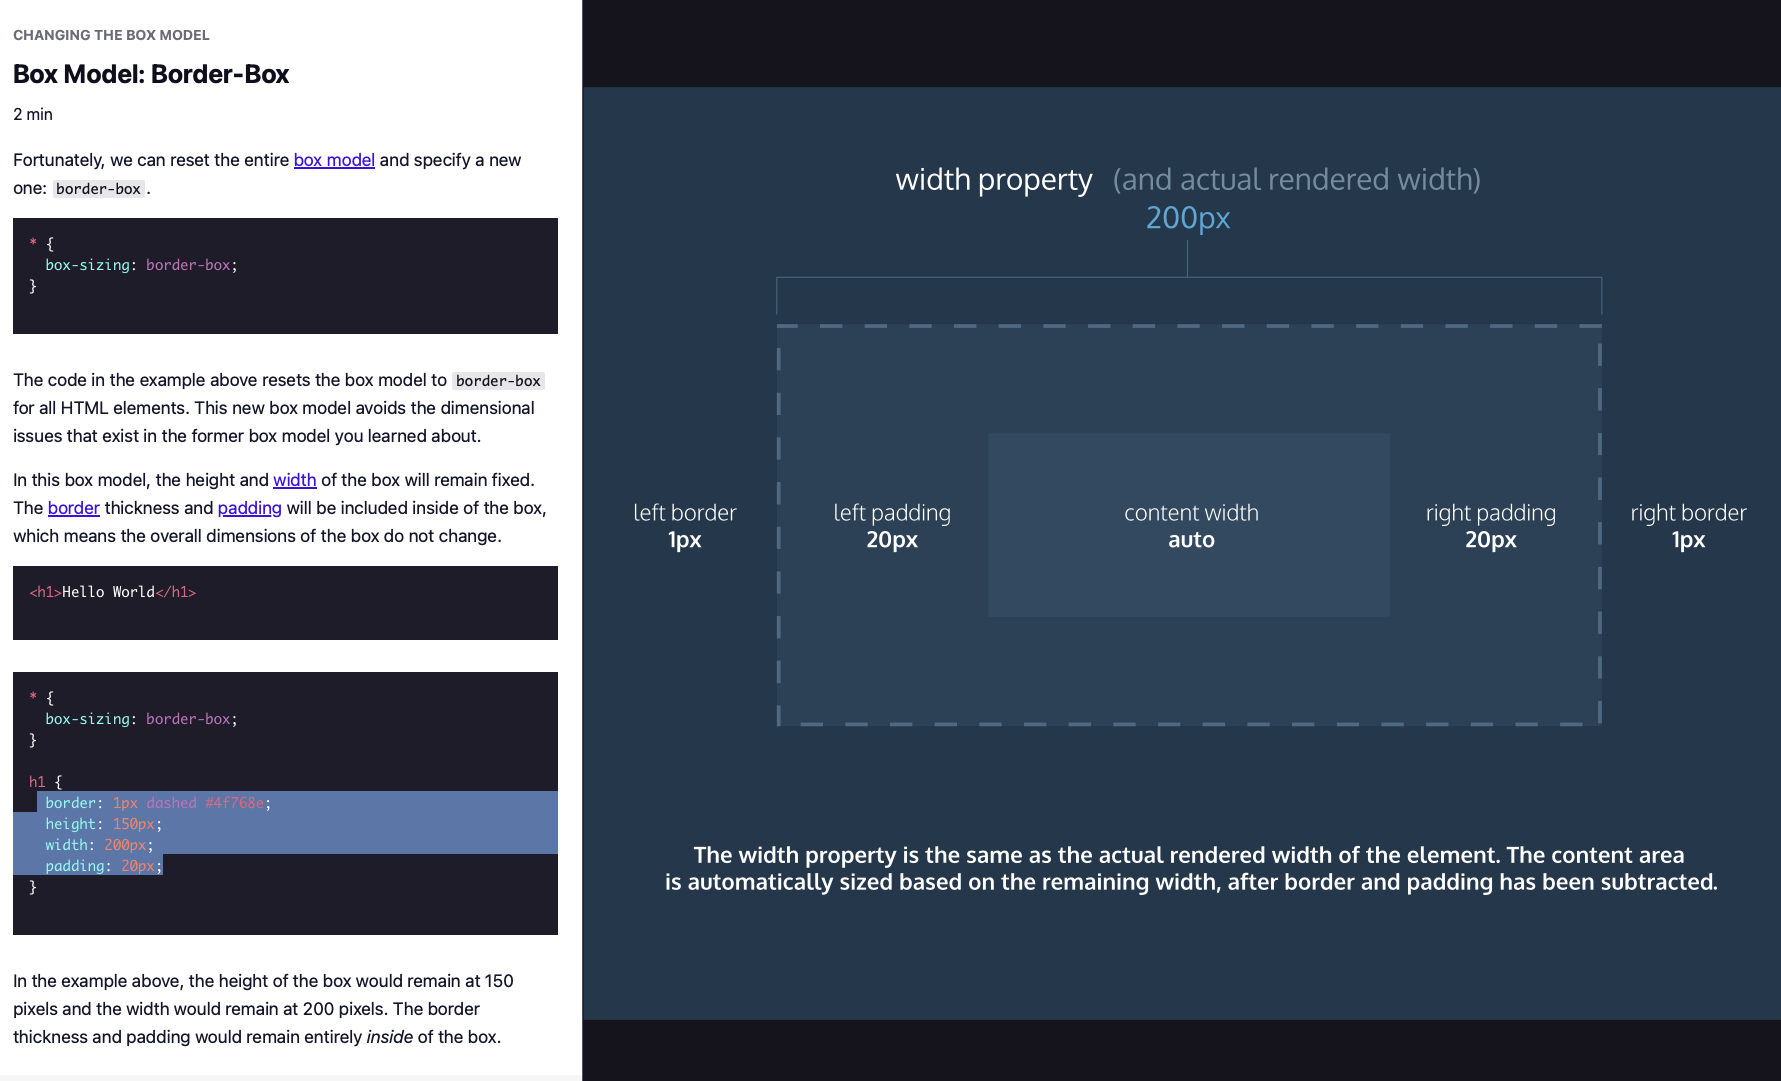 CHANGING THE BOX MODEL
Box Model: Border-Box
2 min
Fortunately, we can reset the entire box model and specify a new
one: border-box.
* {
  box-sizing: border-box;
}
The code in the example above resets the box model to border-box
for all HTML elements. This new box model avoids the dimensional
issues that exist in the former box model you learned about.
In this box model, the height and width of the box will remain fixed.
The border thickness and padding will be included inside of the box,
which means the overall dimensions of the box do not change.
<h1>Hello World</h1>
* {
  box-sizing: border-box;
}
h1 {
  border: 1px dashed #4f768e;
  height: 150px;
  width: 200px;
  padding: 20px;
}
In the example above, the height of the box would remain at 150
pixels and the width would remain at 200 pixels. The border
thickness and padding would remain entirely inside of the box.
width property (and actual rendered width)
200px
left border
1px
left padding
20px
content width
auto
right padding
20px
right border
1px
The width property is the same as the actual rendered width of the element. The content area
is automatically sized based on the remaining width, after border and padding has been subtracted.